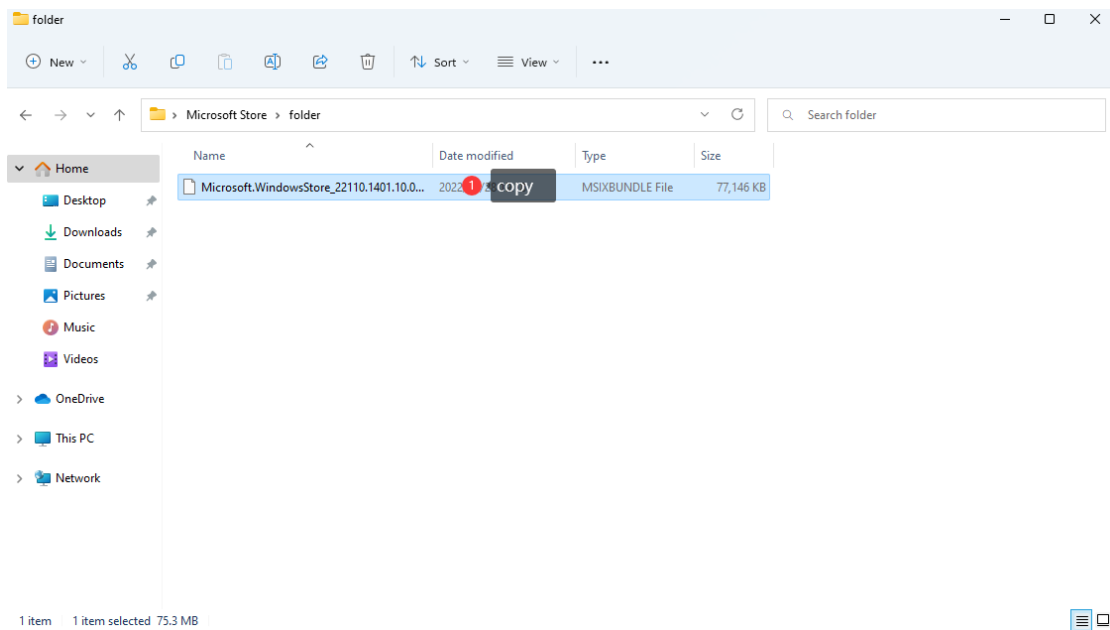 folder
New
Sort
View
Microsoft Store
folder
Search folder
Name
Date modified
Type
Size
Home
Microsoft.WindowsStore_22110.1401.10.0...
2022
1
copy
MSIXBUNDLE File
77,146 KB
Desktop
Downloads
Documents
Pictures
Music
Videos
OneDrive
This PC
Network
1 item
1 item selected 75.3 MB